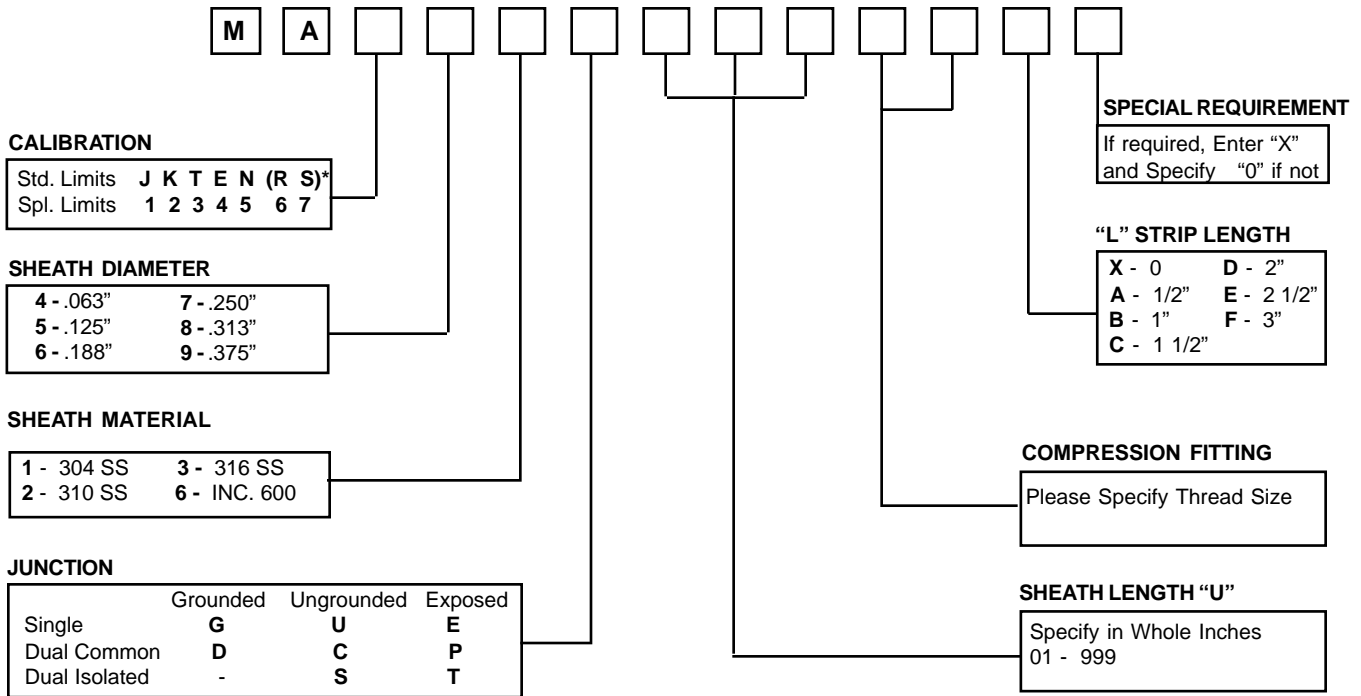 M A
CALIBRATION
Std. Limits J K T E N (R S)*
Spl. Limits 1 2 3 4 5 6 7
SHEATH DIAMETER
4 - .063” 7 - .250”
5 - .125” 8 - .313”
6 - .188” 9 - .375”
SHEATH MATERIAL
1 - 304 SS 3 - 316 SS
2 - 310 SS 6 - INC. 600
JUNCTION
Grounded Ungrounded Exposed
Single G U E
Dual Common D C P
Dual Isolated - S T
SPECIAL REQUIREMENT
If required, Enter “X”
and Specify “0” if not
“L” STRIP LENGTH
X - 0 D - 2”
A - 1/2” E - 2 1/2”
B - 1” F - 3”
C - 1 1/2”
COMPRESSION FITTING
Please Specify Thread Size
SHEATH LENGTH “U”
Specify in Whole Inches
01 - 999